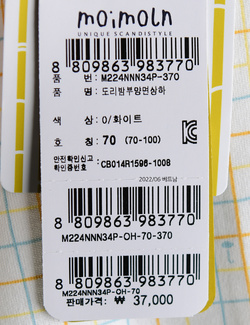 moimoln
UNIQUE SCANDISTYLE
8 809863 983770
품 번: M224NNN34P-370
품 명: 도리밤부양면상하
색 상: 0/화이트
호 칭: 70 (70-100)
안전확인신고
확인증번호 : CB014R1596-1008
2022/06 베트남
8 809863 983770
M224NNN34P-OH-70-370
8 809863 983770
M224NNN34P-OH-70
판매가격: ₩ 37,000